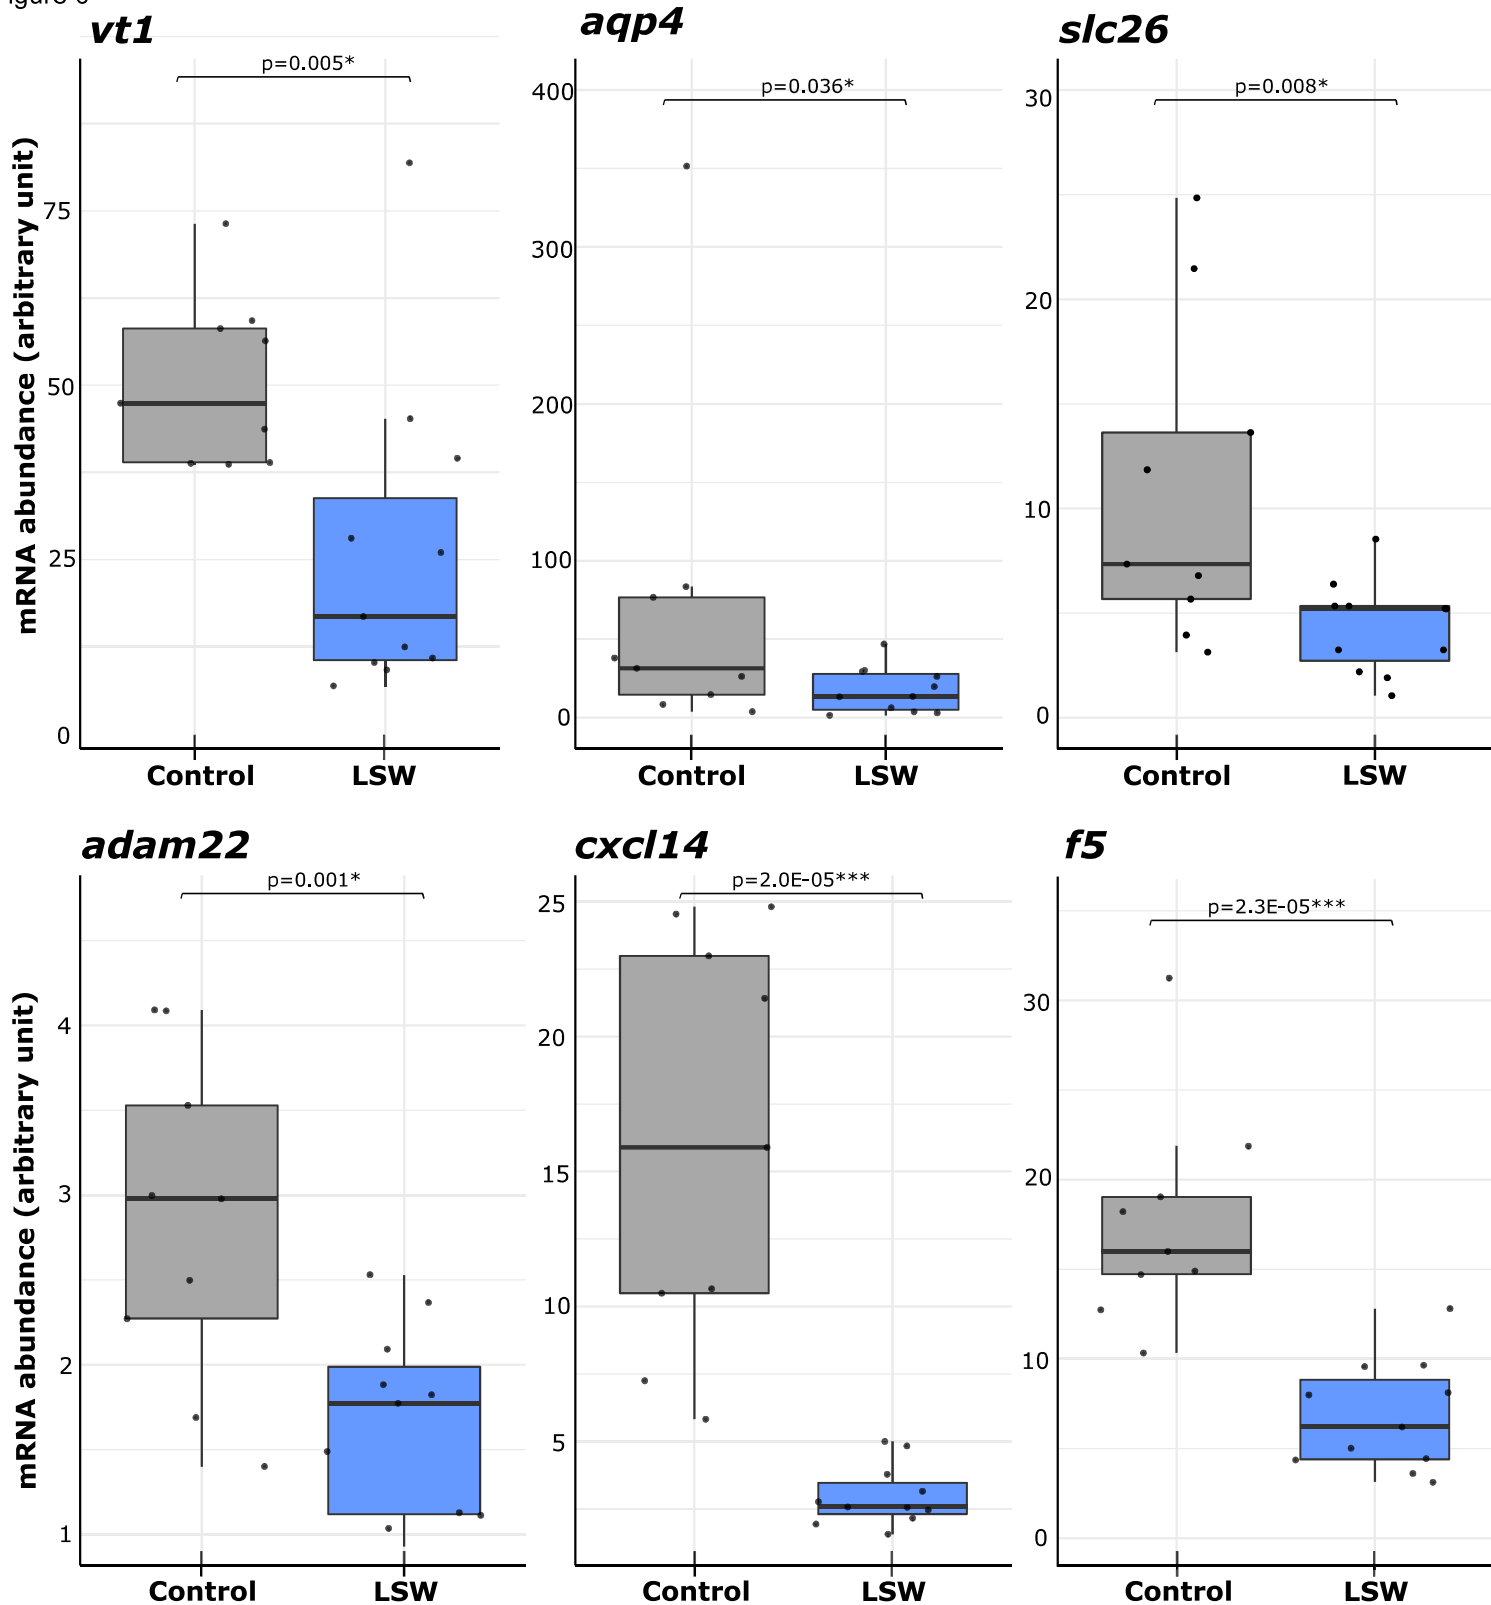 vt1
p=0.005*
mRNA abundance (arbitrary unit)
75
50
25
0
Control LSW
aqp4
p=0.036*
400
300
200
100
0
Control LSW
slc26
p=0.008*
30
20
10
0
Control LSW
adam22
p=0.001*
mRNA abundance (arbitrary unit)
4
3
2
1
Control LSW
cxcl14
p=2.0E-05***
25
20
15
10
5
Control LSW
f5
p=2.3E-05***
30
20
10
0
Control LSW